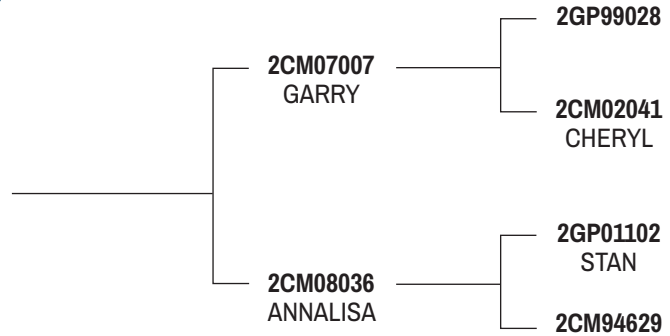 2GP99028
2CM07007
GARRY
2CM02041
CHERYL
2GP01102
STAN
2CM08036
ANNALISA
2CM94629